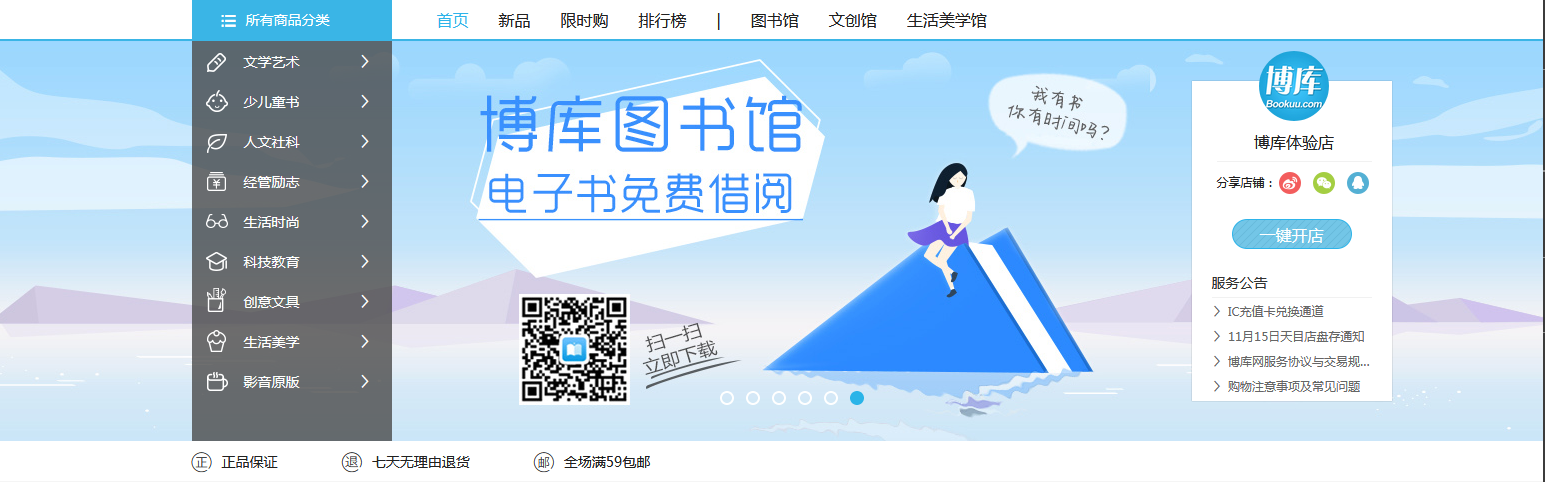 所有商品分类
首页 新品 限时购 排行榜 | 图书馆 文创馆 生活美学馆
文学艺术
少儿童书
人文社科
经管励志
生活时尚
科技教育
创意文具
生活美学
影音原版
博库图书馆
电子书免费借阅
扫一扫
立即下载
我有书
你有时间吗?
博库
Bookuu.com
博库体验店
分享店铺：
一键开店
服务公告
IC充值卡兑换通道
11月15日天目店盘存通知
博库网服务协议与交易规...
购物注意事项及常见问题
正 正品保证 退 七天无理由退货 邮 全场满59包邮